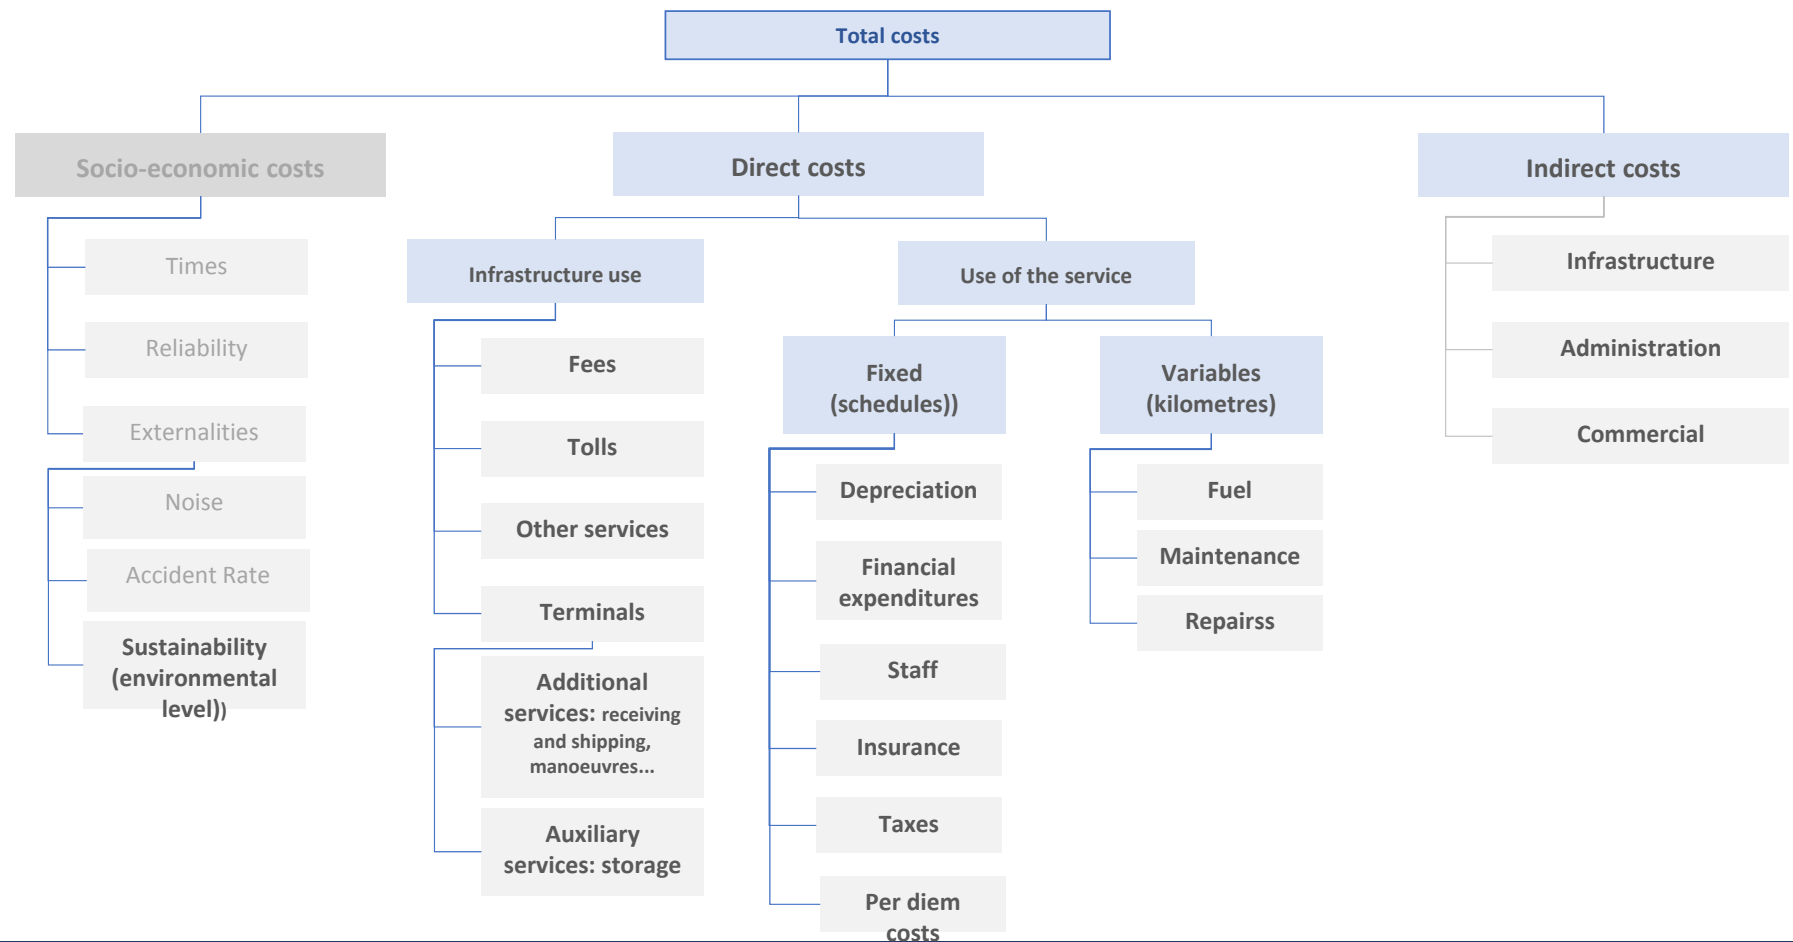 Total costs
Socio-economic costs
Times
Reliability
Externalities
Noise
Accident Rate
Sustainability
(environmental
level))
Direct costs
Infrastructure use
Fees
Tolls
Other services
Terminals
Additional
services: receiving
and shipping,
manoeuvres...
Auxiliary
services: storage
Use of the service
Fixed
(schedules))
Depreciation
Financial
expenditures
Staff
Insurance
Taxes
Per diem
costs
Variables
(kilometres)
Fuel
Maintenance
Repairss
Indirect costs
Infrastructure
Administration
Commercial